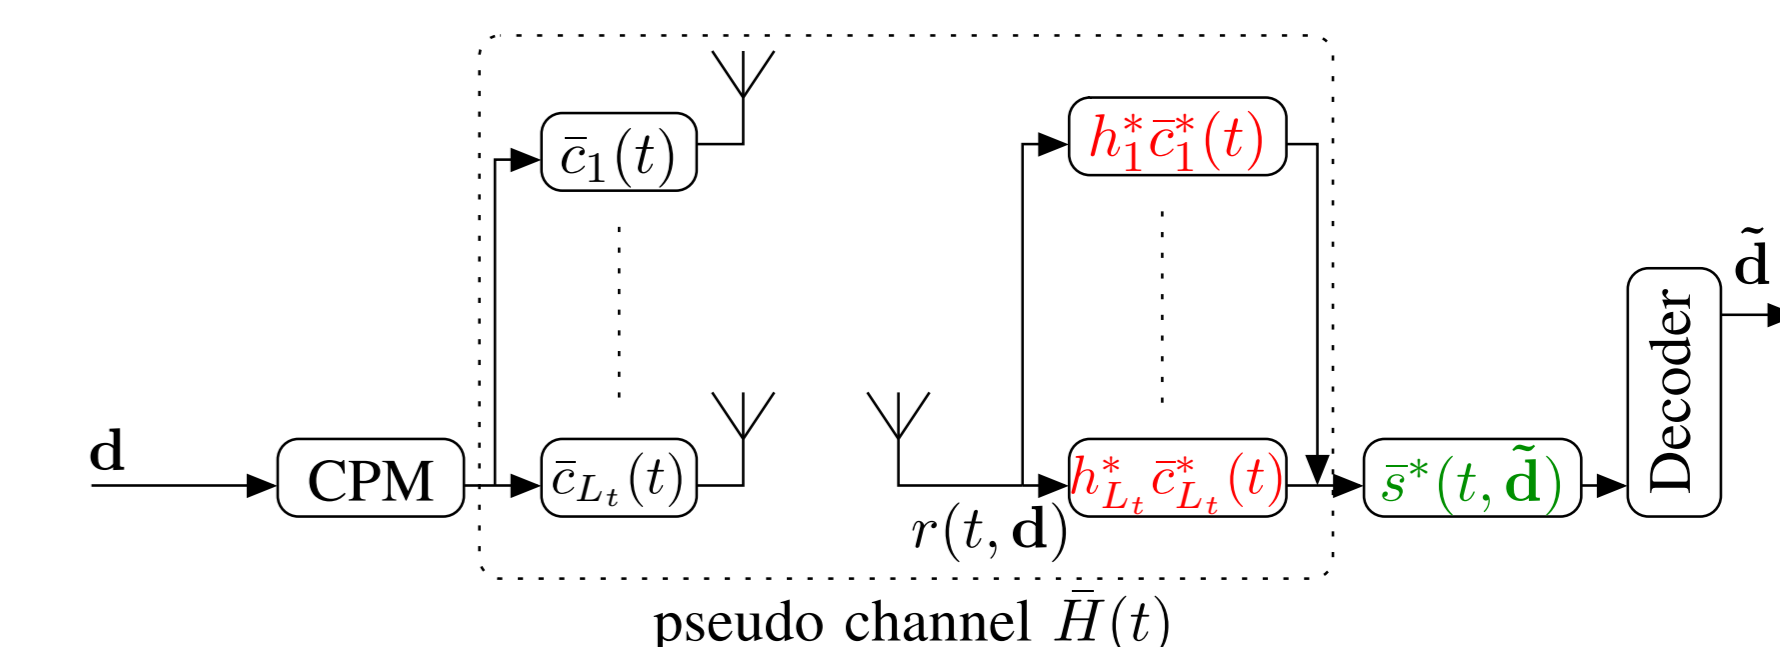 d
CPM
c̄₁(t)
c̄_{L_t}(t)
r(t, d)
h₁*c̄₁*(t)
h*_{L_t}c̄*_{L_t}(t)
s̄*(t, d̃)
Decoder
d̃
pseudo channel H̄(t)